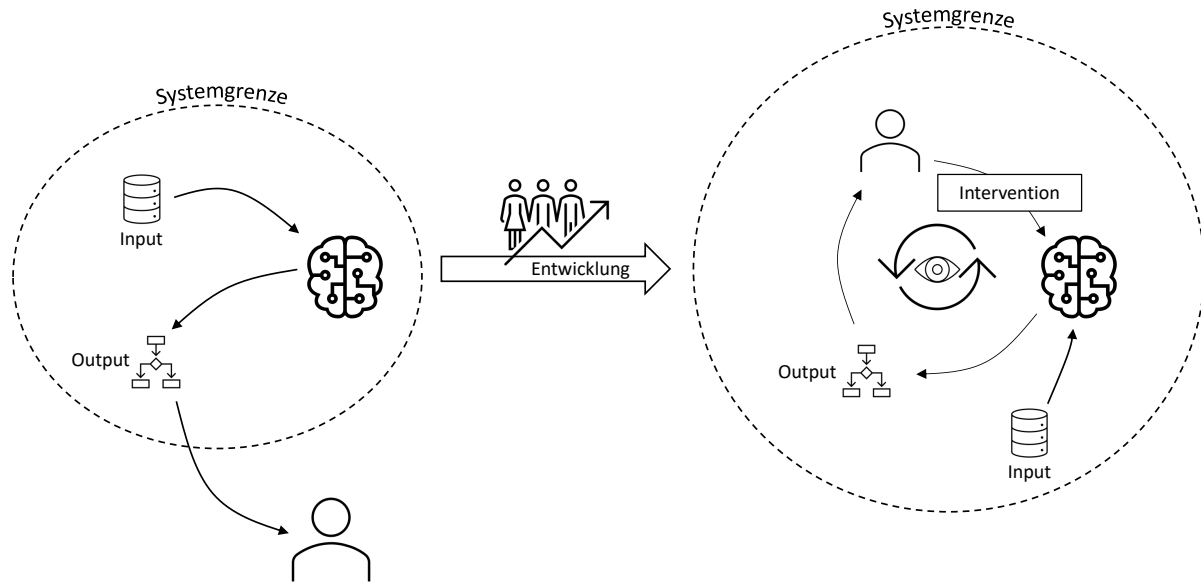 Systemgrenze
Input
Output
Entwicklung
Systemgrenze
Intervention
Output
Input